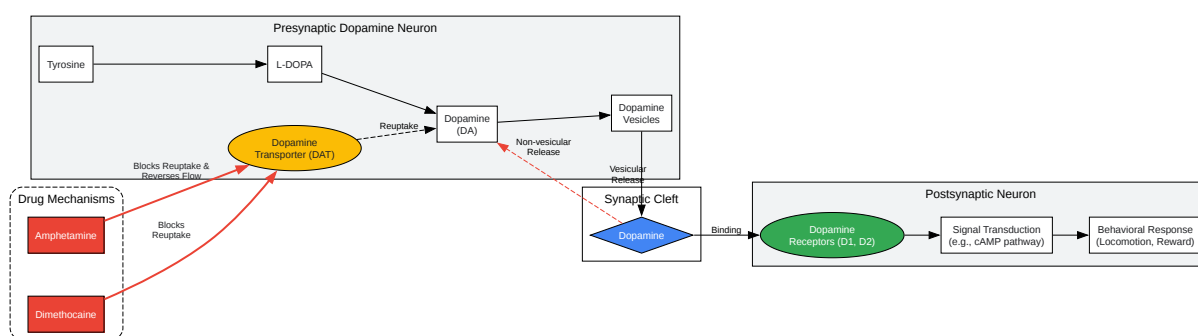 Presynaptic Dopamine Neuron
Tyrosine
L-DOPA
Dopamine
(DA)
Dopamine
Vesicles
Reuptake
Dopamine
Transporter (DAT)
Non-vesicular
Release
Blocks Reuptake &
Reverses Flow
Vesicular
Release
Drug Mechanisms
Amphetamine
Blocks
Reuptake
Dimethocaine
Synaptic Cleft
Dopamine
Binding
Postsynaptic Neuron
Dopamine
Receptors (D1, D2)
Signal Transduction
(e.g., cAMP pathway)
Behavioral Response
(Locomotion, Reward)